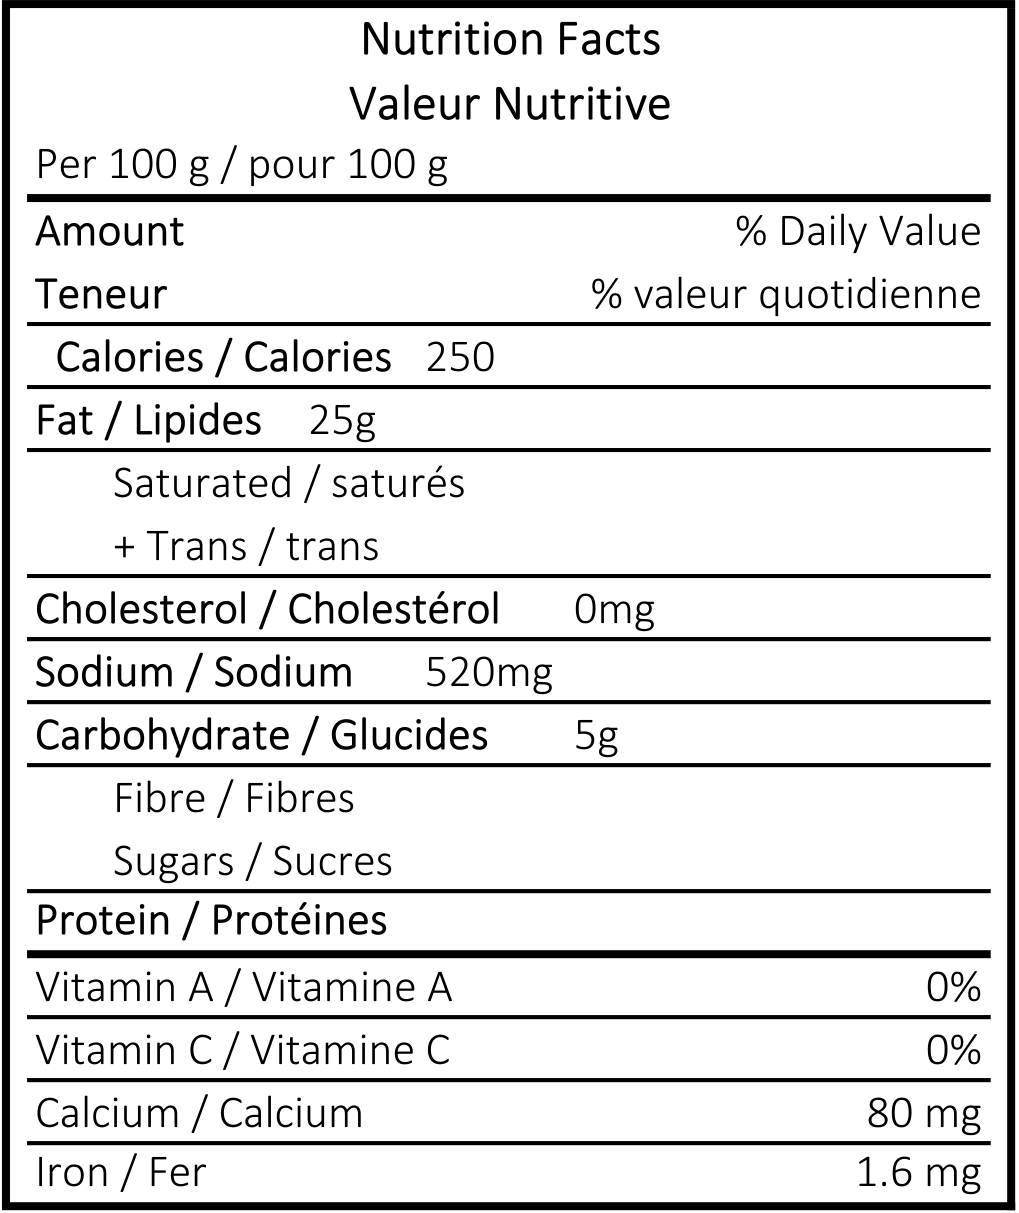 Nutrition Facts
Valeur Nutritive
Per 100 g / pour 100 g
Amount % Daily Value
Teneur % valeur quotidienne
Calories / Calories 250
Fat / Lipides 25g
Saturated / saturés
+ Trans / trans
Cholesterol / Cholestérol 0mg
Sodium / Sodium 520mg
Carbohydrate / Glucides 5g
Fibre / Fibres
Sugars / Sucres
Protein / Protéines
Vitamin A / Vitamine A 0%
Vitamin C / Vitamine C 0%
Calcium / Calcium 80 mg
Iron / Fer 1.6 mg